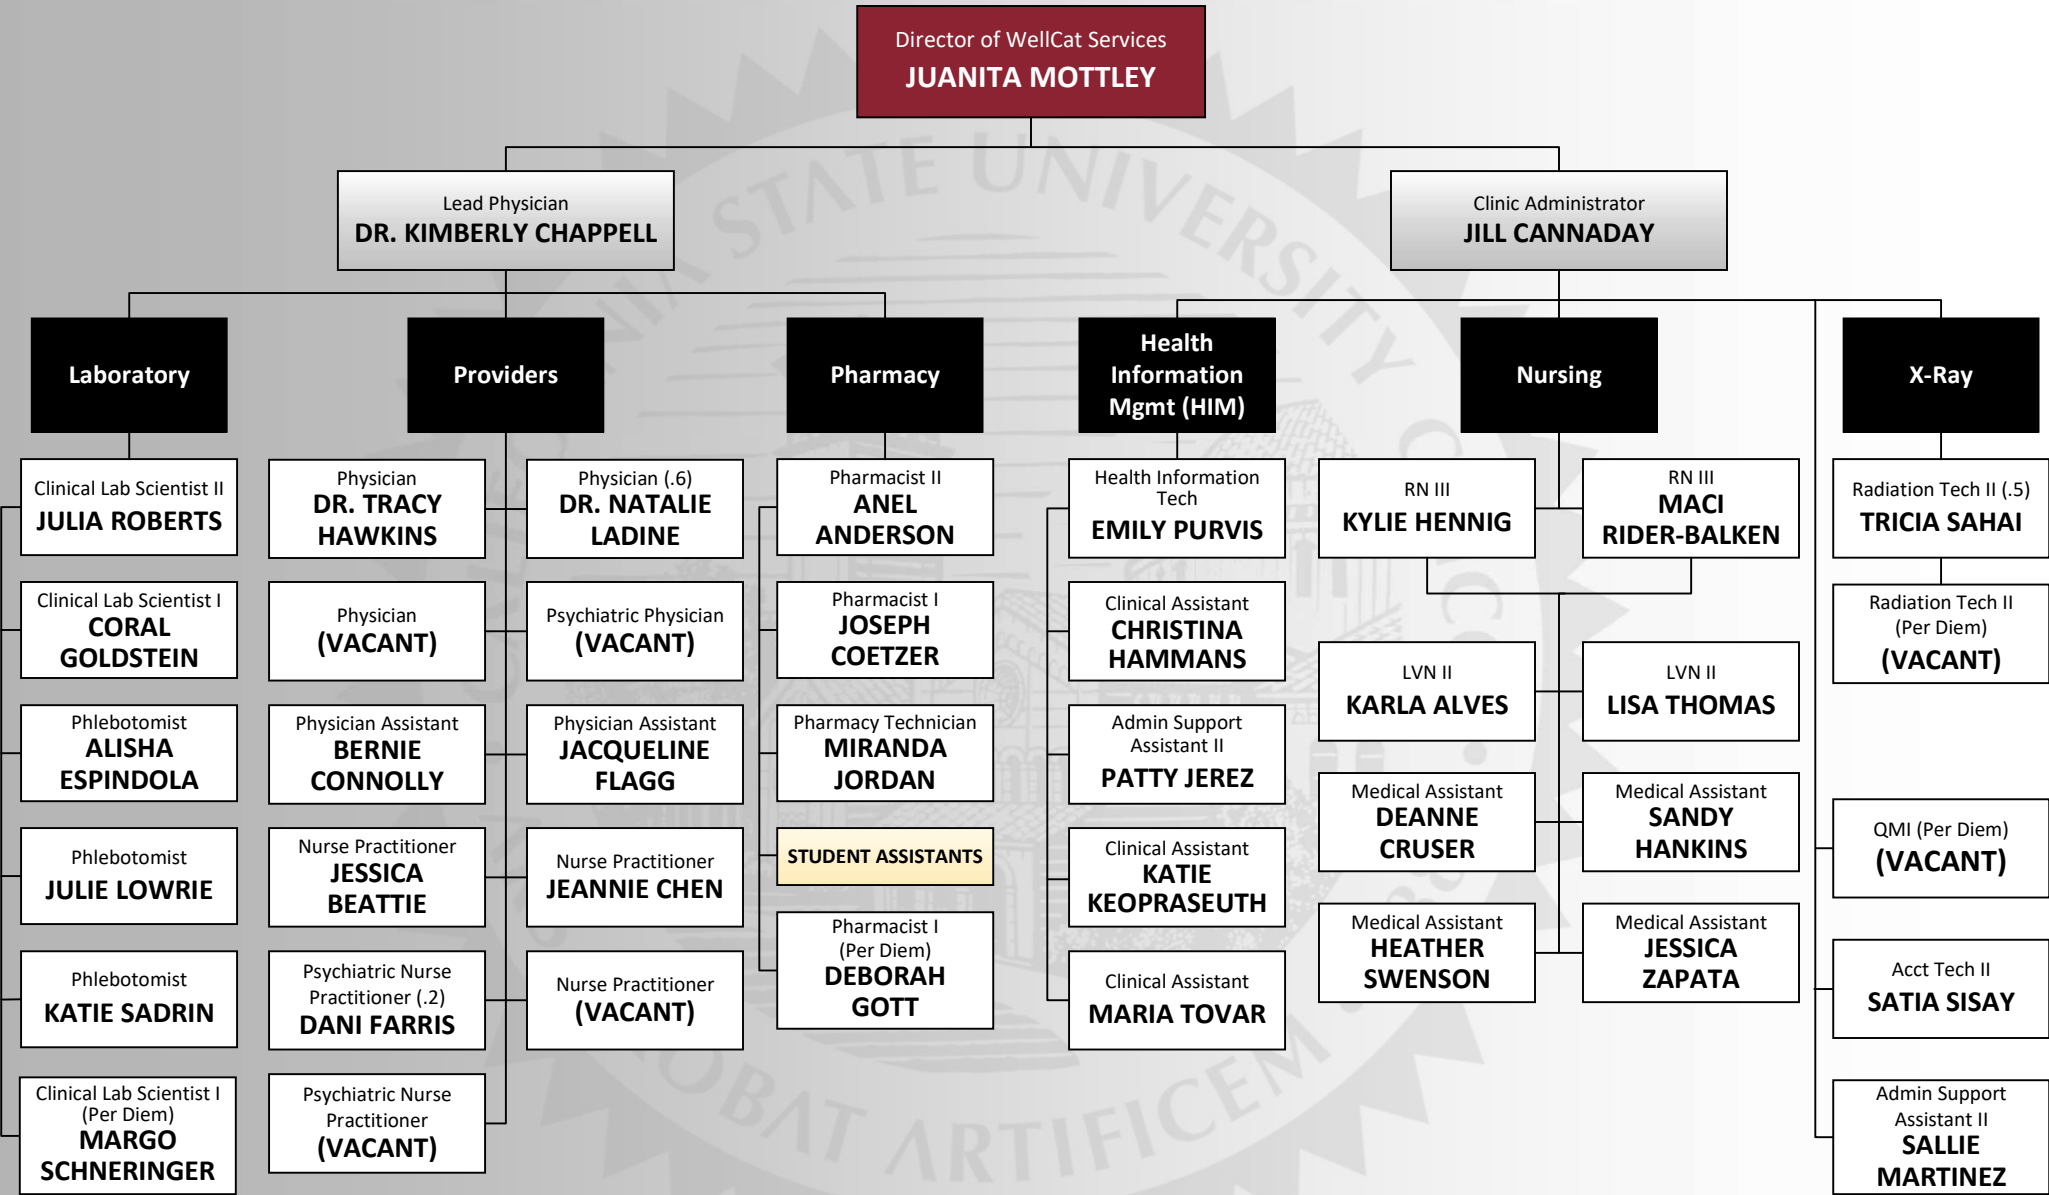 Director of WellCat Services
JUANITA MOTTLEY
Lead Physician
DR. KIMBERLY CHAPPELL
Clinic Administrator
JILL CANNADAY
Laboratory
Clinical Lab Scientist II
JULIA ROBERTS
Clinical Lab Scientist I
CORAL
GOLDSTEIN
Phlebotomist
ALISHA
ESPINDOLA
Phlebotomist
JULIE LOWRIE
Phlebotomist
KATIE SADRIN
Clinical Lab Scientist I
(Per Diem)
MARGO
SCHNERINGER
Providers
Physician
DR. TRACY
HAWKINS
Physician (.6)
DR. NATALIE
LADINE
Physician
(VACANT)
Psychiatric Physician
(VACANT)
Physician Assistant
BERNIE
CONNOLLY
Physician Assistant
JACQUELINE
FLAGG
Nurse Practitioner
JESSICA
BEATTIE
Nurse Practitioner
JEANNIE CHEN
Psychiatric Nurse
Practitioner (.2)
DANI FARRIS
Nurse Practitioner
(VACANT)
Psychiatric Nurse
Practitioner
(VACANT)
Pharmacy
Pharmacist II
ANEL
ANDERSON
Pharmacist I
JOSEPH
COETZER
Pharmacy Technician
MIRANDA
JORDAN
STUDENT ASSISTANTS
Pharmacist I
(Per Diem)
DEBORAH
GOTT
Health
Information
Mgmt (HIM)
Health Information
Tech
EMILY PURVIS
Clinical Assistant
CHRISTINA
HAMMANS
Admin Support
Assistant II
PATTY JEREZ
Clinical Assistant
KATIE
KEOPRASEUTH
Clinical Assistant
MARIA TOVAR
Nursing
RN III
KYLIE HENNIG
RN III
MACI
RIDER-BALKEN
LVN II
KARLA ALVES
LVN II
LISA THOMAS
Medical Assistant
DEANNE
CRUSER
Medical Assistant
SANDY
HANKINS
Medical Assistant
HEATHER
SWENSON
Medical Assistant
JESSICA
ZAPATA
X-Ray
Radiation Tech II (.5)
TRICIA SAHAI
Radiation Tech II
(Per Diem)
(VACANT)
QMI (Per Diem)
(VACANT)
Acct Tech II
SATIA SISAY
Admin Support
Assistant II
SALLIE
MARTINEZ
STATE UNIVERSITY
ARTIFICEM